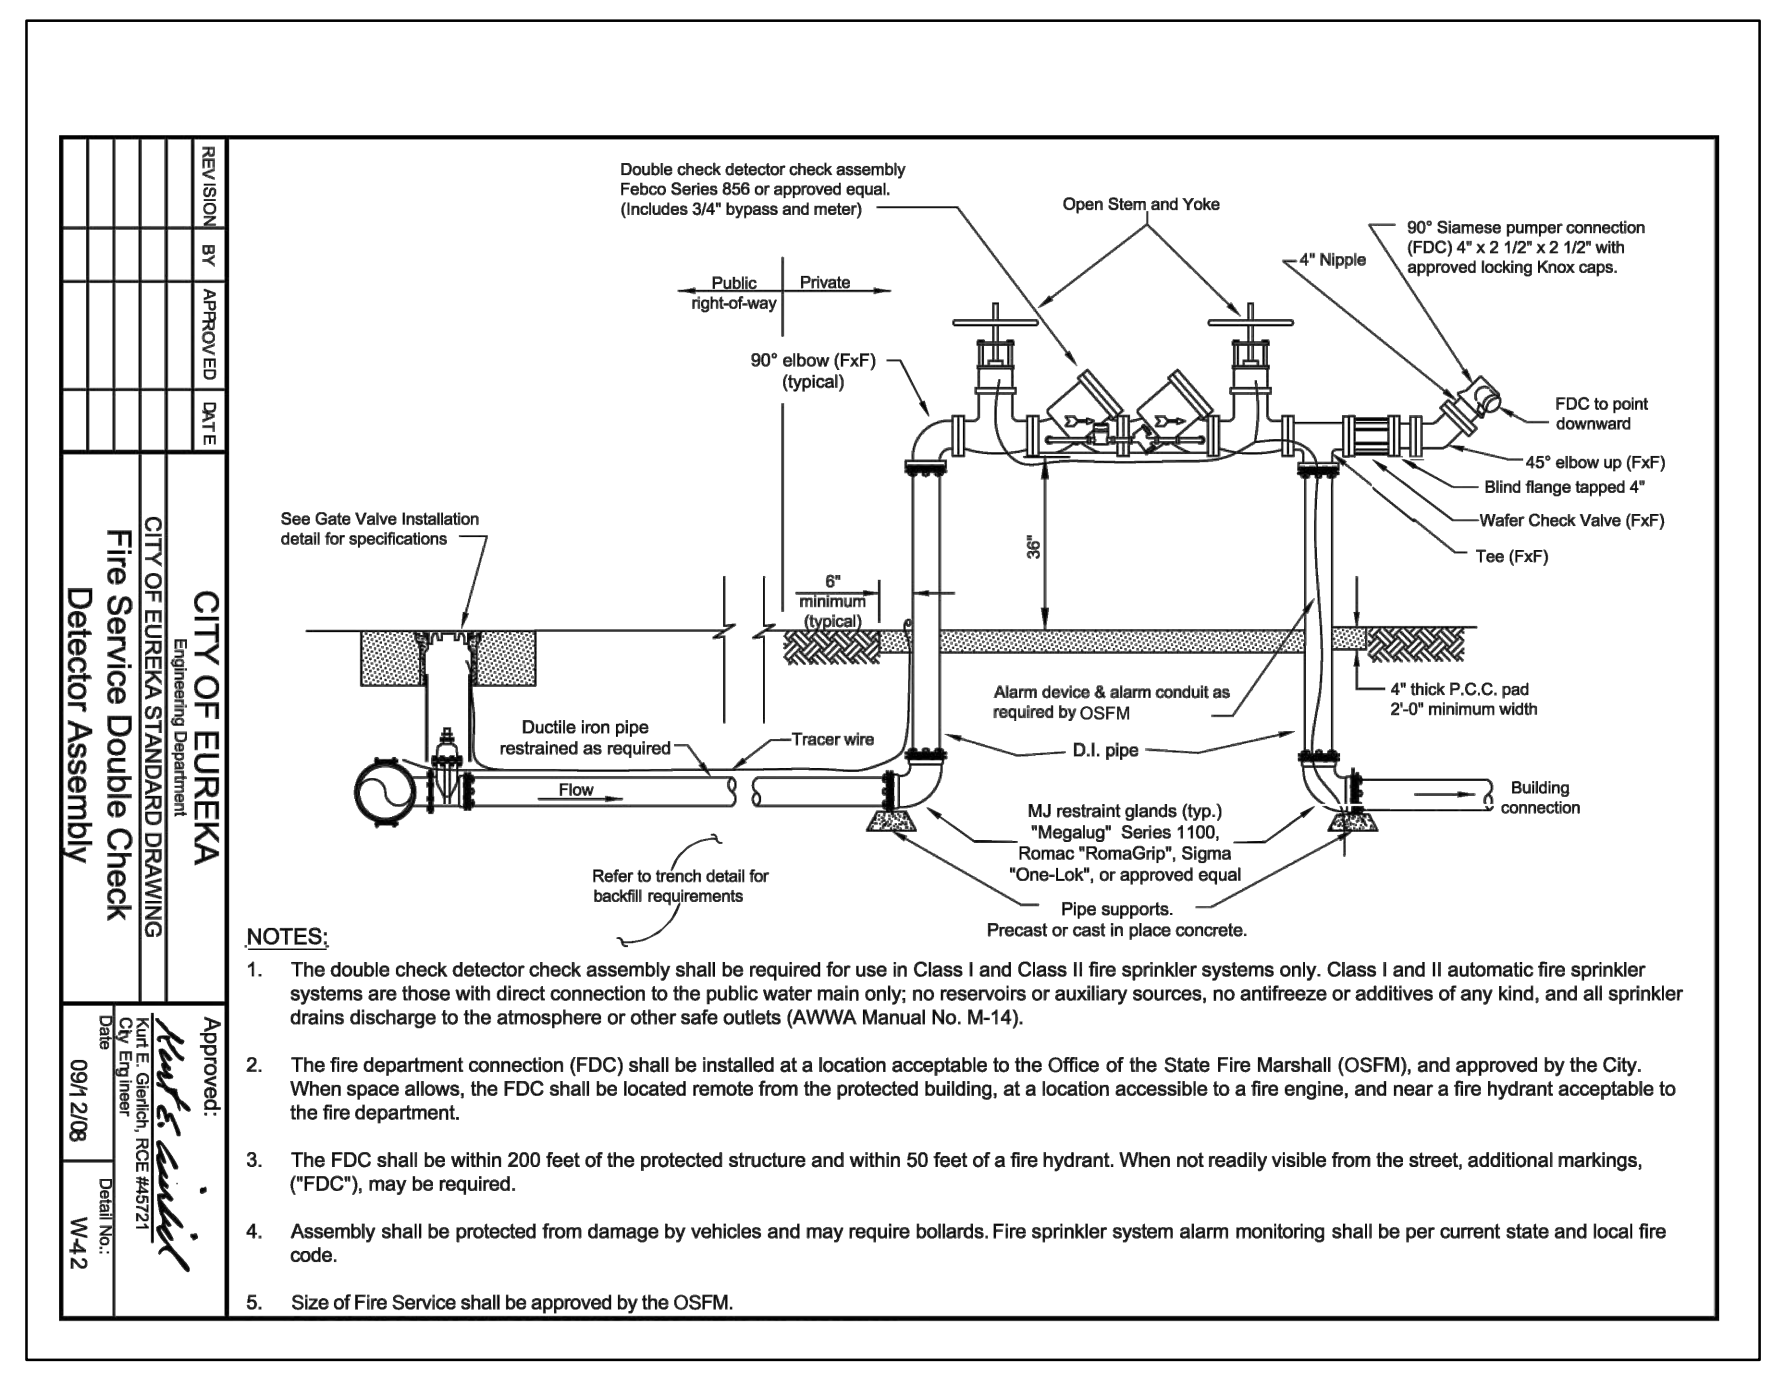 REVISION
BY
APPROVED
DATE
CITY OF EUREKA
Engineering Department
CITY OF EUREKA STANDARD DRAWING
Fire Service Double Check
Detector Assembly
Approved:
Kurt E. Gierlich, RCE #45721
City Engineer
Date
09/12/08
Detail No.:
W-42
Double check detector check assembly
Febco Series 856 or approved equal.
(Includes 3/4" bypass and meter)
Open Stem and Yoke
90° Siamese pumper connection
(FDC) 4" x 2 1/2" x 2 1/2" with
approved locking Knox caps.
4" Nipple
Public
right-of-way
Private
90° elbow (FxF)
(typical)
FDC to point
downward
45° elbow up (FxF)
Blind flange tapped 4"
Wafer Check Valve (FxF)
Tee (FxF)
See Gate Valve Installation
detail for specifications
36"
6"
minimum
(typical)
Alarm device & alarm conduit as
required by OSFM
4" thick P.C.C. pad
2'-0" minimum width
Ductile iron pipe
restrained as required
Tracer wire
D.I. pipe
Flow
Building
connection
MJ restraint glands (typ.)
"Megalug" Series 1100,
Romac "RomaGrip", Sigma
"One-Lok", or approved equal
Refer to trench detail for
backfill requirements
Pipe supports.
Precast or cast in place concrete.
NOTES:
1. The double check detector check assembly shall be required for use in Class I and Class II fire sprinkler systems only. Class I and II automatic fire sprinkler
systems are those with direct connection to the public water main only; no reservoirs or auxiliary sources, no antifreeze or additives of any kind, and all sprinkler
drains discharge to the atmosphere or other safe outlets (AWWA Manual No. M-14).
2. The fire department connection (FDC) shall be installed at a location acceptable to the Office of the State Fire Marshall (OSFM), and approved by the City.
When space allows, the FDC shall be located remote from the protected building, at a location accessible to a fire engine, and near a fire hydrant acceptable to
the fire department.
3. The FDC shall be within 200 feet of the protected structure and within 50 feet of a fire hydrant. When not readily visible from the street, additional markings,
("FDC"), may be required.
4. Assembly shall be protected from damage by vehicles and may require bollards. Fire sprinkler system alarm monitoring shall be per current state and local fire
code.
5. Size of Fire Service shall be approved by the OSFM.